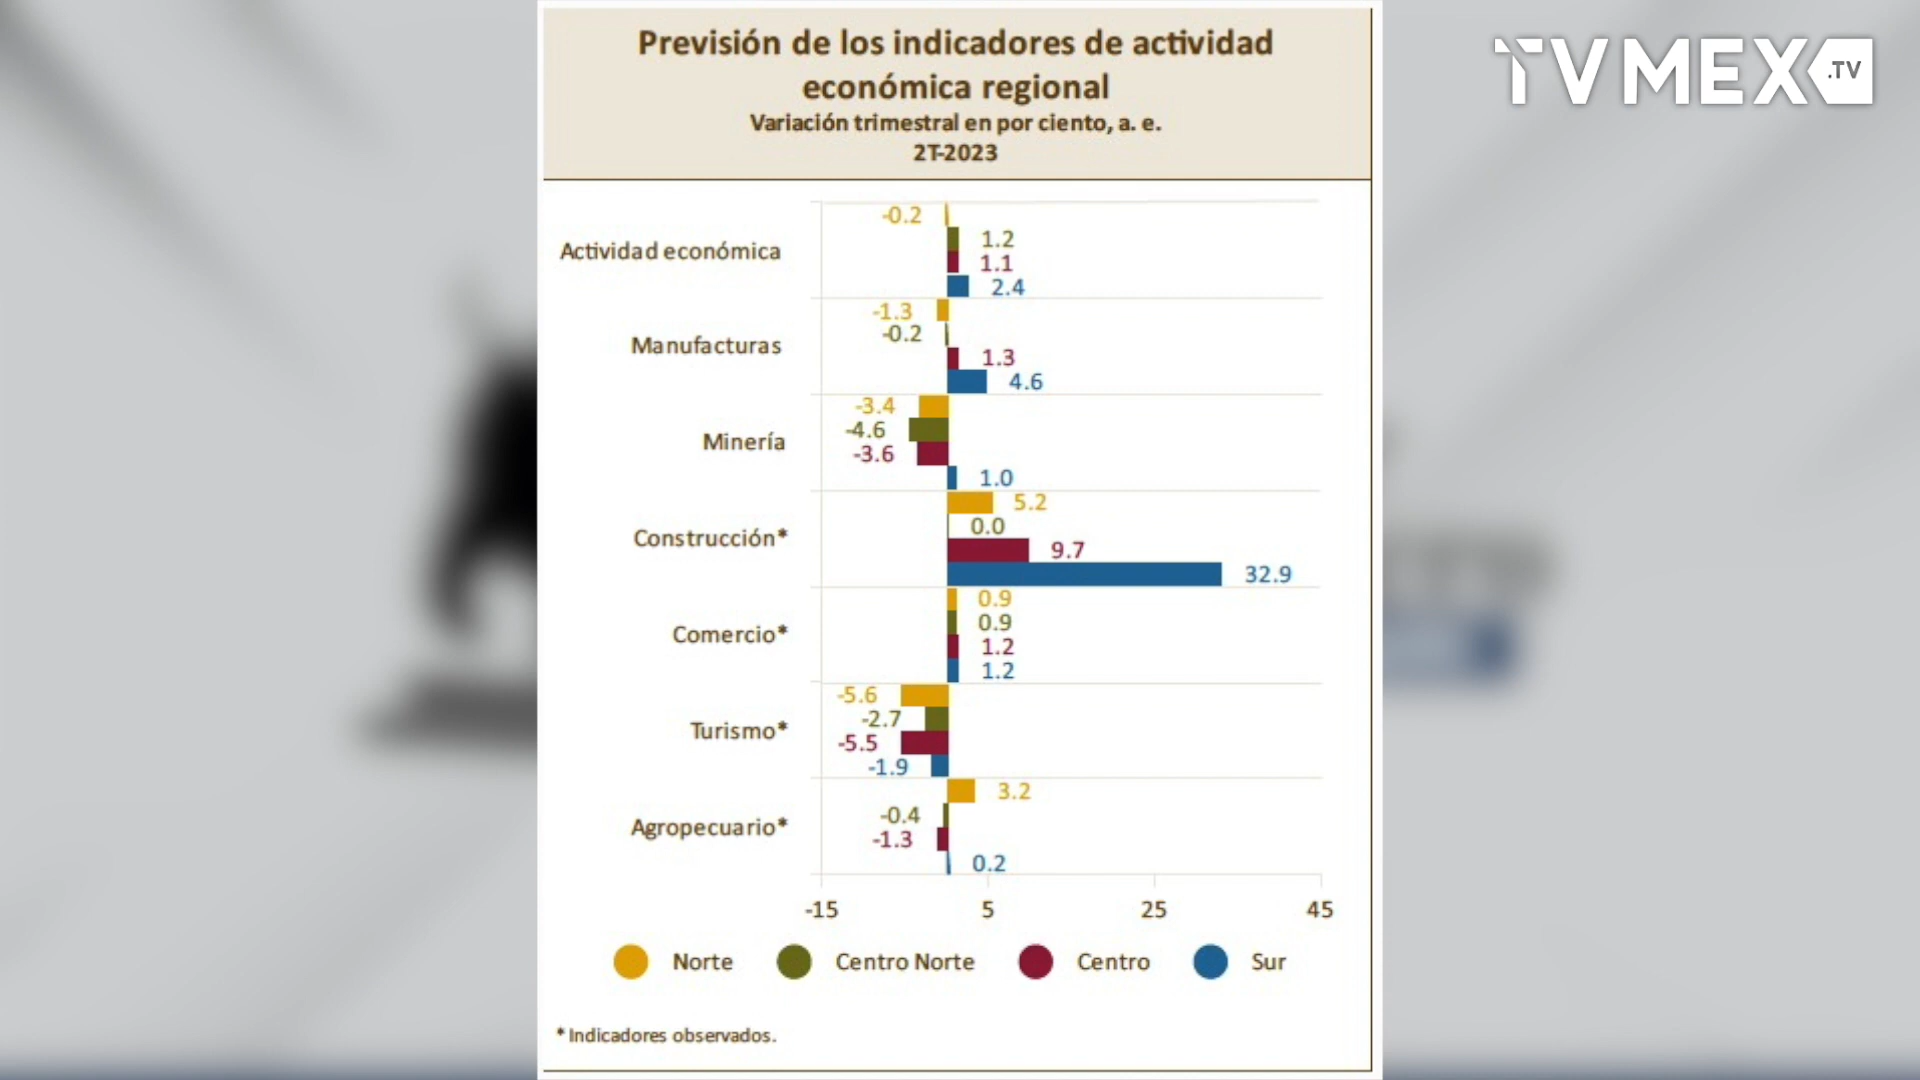 TVMEX.TV
Previsión de los indicadores de actividad
económica regional
Variación trimestral en por ciento, a. e.
2T-2023
Actividad económica
-0.2
1.2
1.1
2.4
Manufacturas
-1.3
-0.2
1.3
4.6
Minería
-3.4
-4.6
-3.6
1.0
Construcción*
5.2
0.0
9.7
32.9
Comercio*
0.9
0.9
1.2
1.2
Turismo*
-5.6
-2.7
-5.5
-1.9
Agropecuario*
3.2
-0.4
-1.3
0.2
-15 5 25 45
Norte Centro Norte Centro Sur
* Indicadores observados.